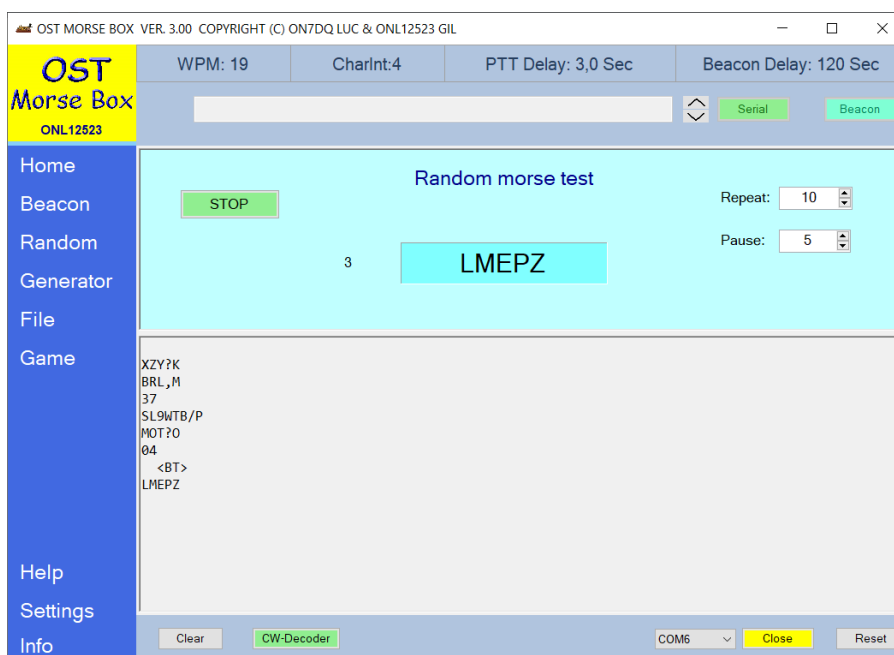 OST MORSE BOX VER. 3.00 COPYRIGHT (C) ON7DQ LUC & ONL12523 GIL
OST
Morse Box
ONL12523
WPM: 19 CharInt:4 PTT Delay: 3,0 Sec Beacon Delay: 120 Sec
Serial Beacon
Home
Beacon
Random
Generator
File
Game
Help
Settings
Info
Random morse test
STOP
Repeat: 10
Pause: 5
3 LMEPZ
XZY?K
BRL,M
37
SL9WTB/P
MOT?O
04
<BT>
LMEPZ
Clear CW-Decoder COM6 Close Reset